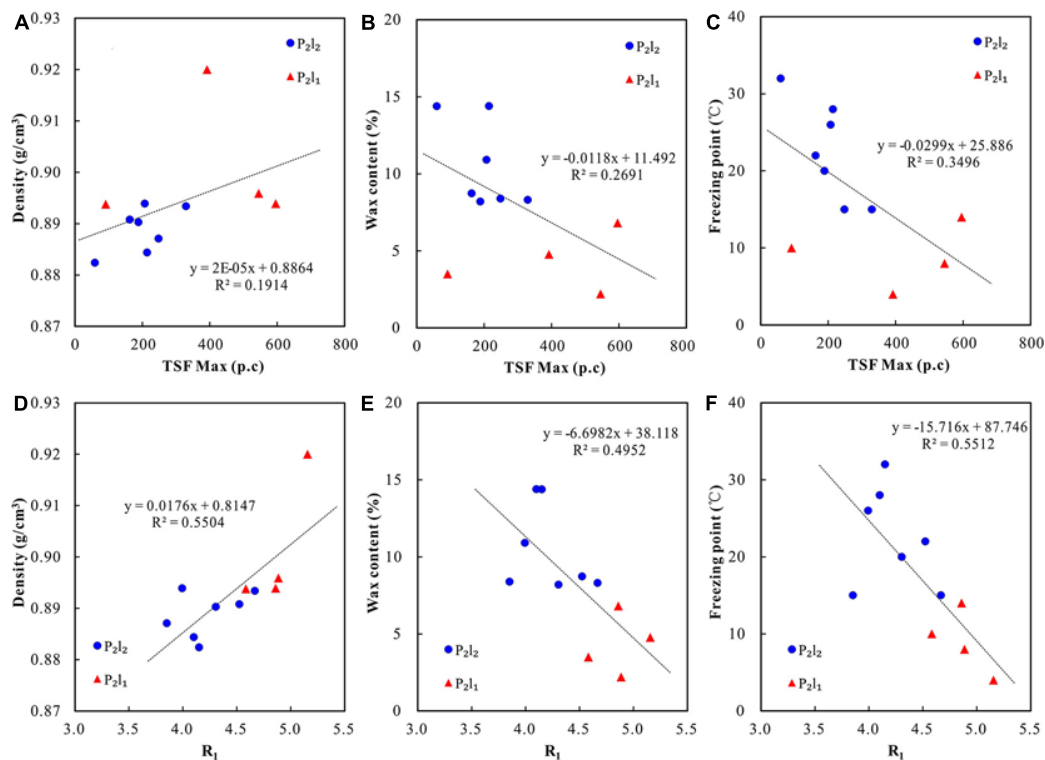 A
0.93
0.92
0.91
0.90
0.89
0.88
0.87
Density (g/cm³)
P₂l₂
P₂l₁
y = 2E-05x + 0.8864
R² = 0.1914
0 200 400 600 800
TSF Max (p.c)
B
20
15
10
5
0
Wax content (%)
P₂l₂
P₂l₁
y = -0.0118x + 11.492
R² = 0.2691
0 200 400 600 800
TSF Max (p.c)
C
40
30
20
10
0
Freezing point (℃)
P₂l₂
P₂l₁
y = -0.0299x + 25.886
R² = 0.3496
0 200 400 600 800
TSF Max (p.c)
D
0.93
0.92
0.91
0.90
0.89
0.88
0.87
Density (g/cm³)
y = 0.0176x + 0.8147
R² = 0.5504
P₂l₂
P₂l₁
3.0 3.5 4.0 4.5 5.0 5.5
R₁
E
20
15
10
5
0
Wax content (%)
y = -6.6982x + 38.118
R² = 0.4952
P₂l₂
P₂l₁
3.0 3.5 4.0 4.5 5.0 5.5
R₁
F
40
30
20
10
0
Freezing point (℃)
y = -15.716x + 87.746
R² = 0.5512
P₂l₂
P₂l₁
3.0 3.5 4.0 4.5 5.0 5.5
R₁